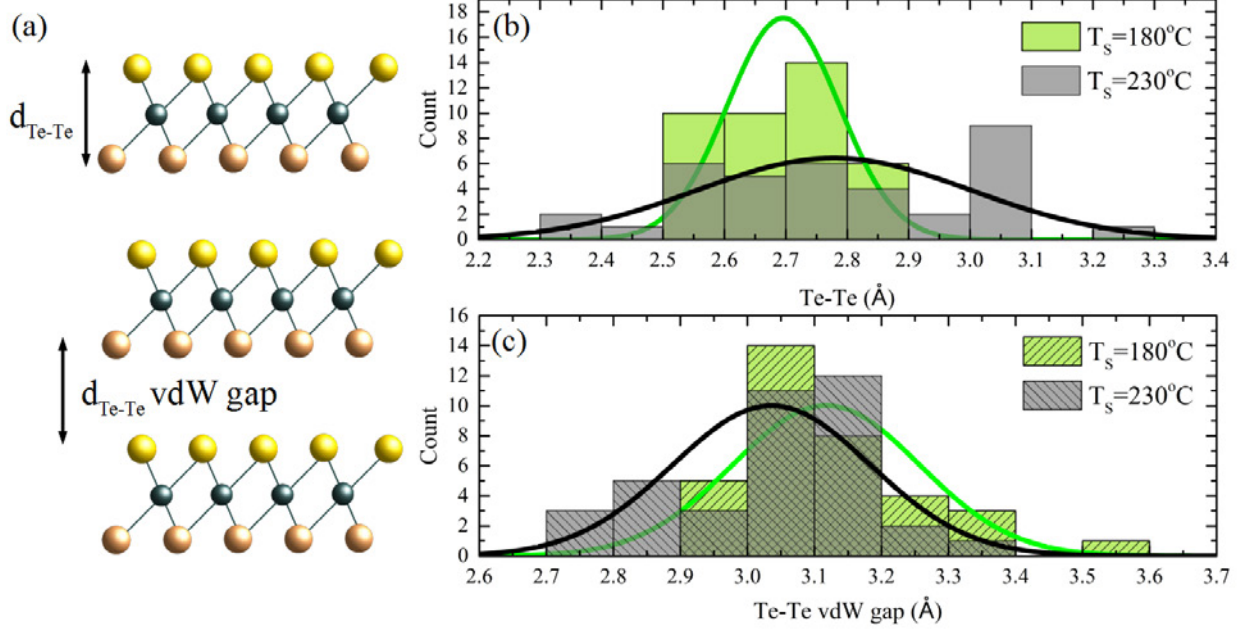 (a)
d_Te-Te
d_Te-Te vdW gap
(b)
T_S=180°C
T_S=230°C
Count
18
16
14
12
10
8
6
4
2
0
2.2 2.3 2.4 2.5 2.6 2.7 2.8 2.9 3.0 3.1 3.2 3.3 3.4
Te-Te (Å)
(c)
T_S=180°C
T_S=230°C
Count
16
14
12
10
8
6
4
2
0
2.6 2.7 2.8 2.9 3.0 3.1 3.2 3.3 3.4 3.5 3.6 3.7
Te-Te vdW gap (Å)